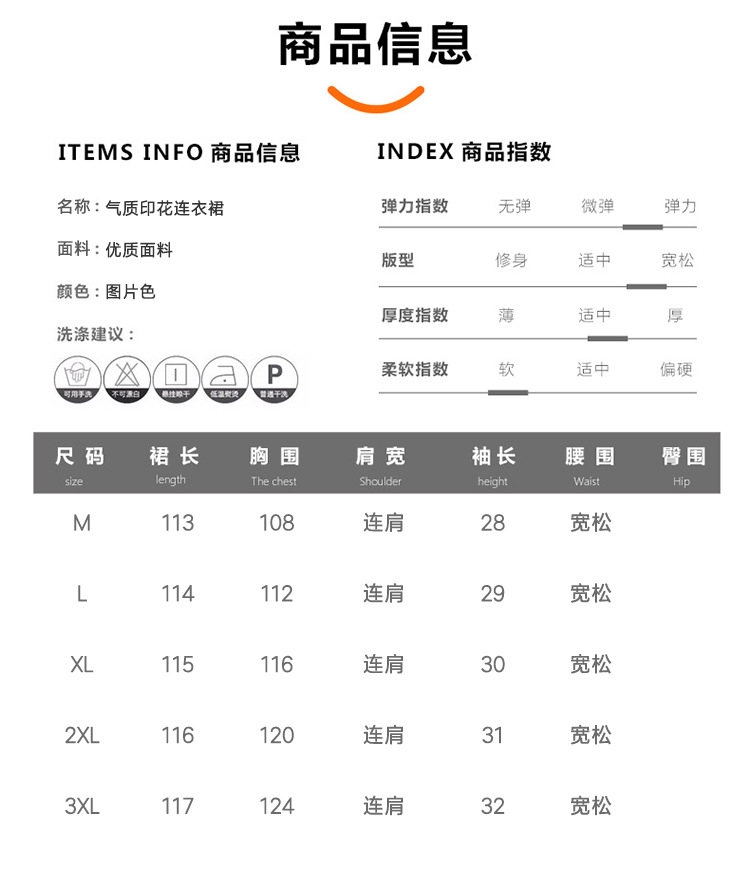 商品信息
ITEMS INFO 商品信息
名称：气质印花连衣裙
面料：优质面料
颜色：图片色
洗涤建议：
可用手洗 不可漂白 悬挂晾干 低温熨烫 P 普通干洗
INDEX 商品指数
弹力指数 无弹 微弹 弹力
版型 修身 适中 宽松
厚度指数 薄 适中 厚
柔软指数 软 适中 偏硬
尺码 裙长 胸围 肩宽 袖长 腰围 臀围
size length The chest Shoulder height Waist Hip
M 113 108 连肩 28 宽松
L 114 112 连肩 29 宽松
XL 115 116 连肩 30 宽松
2XL 116 120 连肩 31 宽松
3XL 117 124 连肩 32 宽松